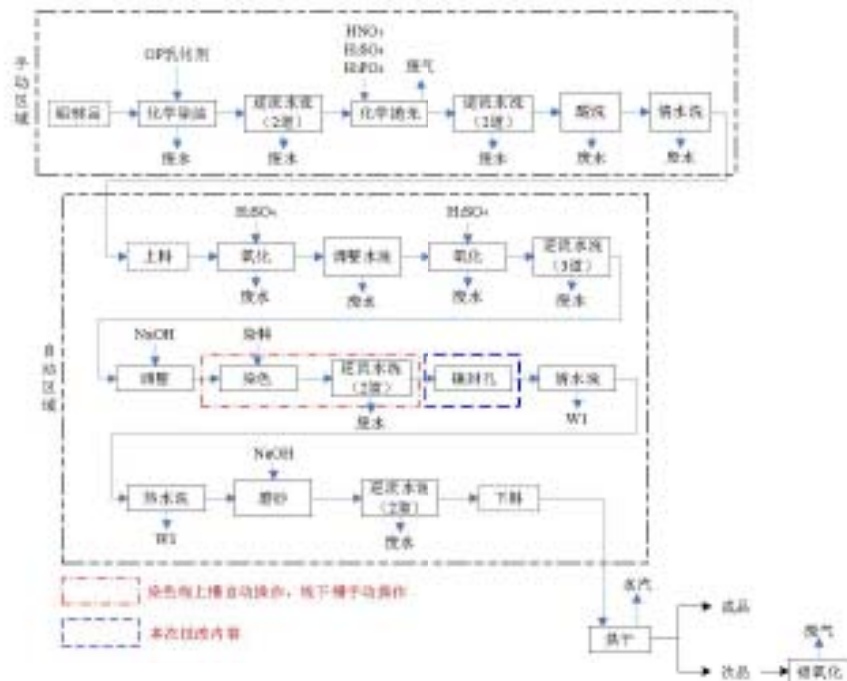 手动区域
HNO₃
H₂SO₄
H₃PO₄
OP乳化剂
废气
铝制品
化学除油
逆流水洗
(2道)
化学抛光
逆流水洗
(2道)
酸洗
清水洗
废水
废水
废水
废水
废水
自动区域
H₂SO₄
H₂SO₄
上料
氧化
调整水洗
氧化
逆流水洗
(3道)
废水
废水
废水
废水
NaOH
染料
调整
染色
逆流水洗
(2道)
镍封孔
清水洗
废水
W1
NaOH
热水洗
磨砂
逆流水洗
(2道)
下料
W1
废水
染色线上槽自动操作,线下槽手动操作
本次技改内容
水汽
烘干
成品
次品
废气
褪氧化